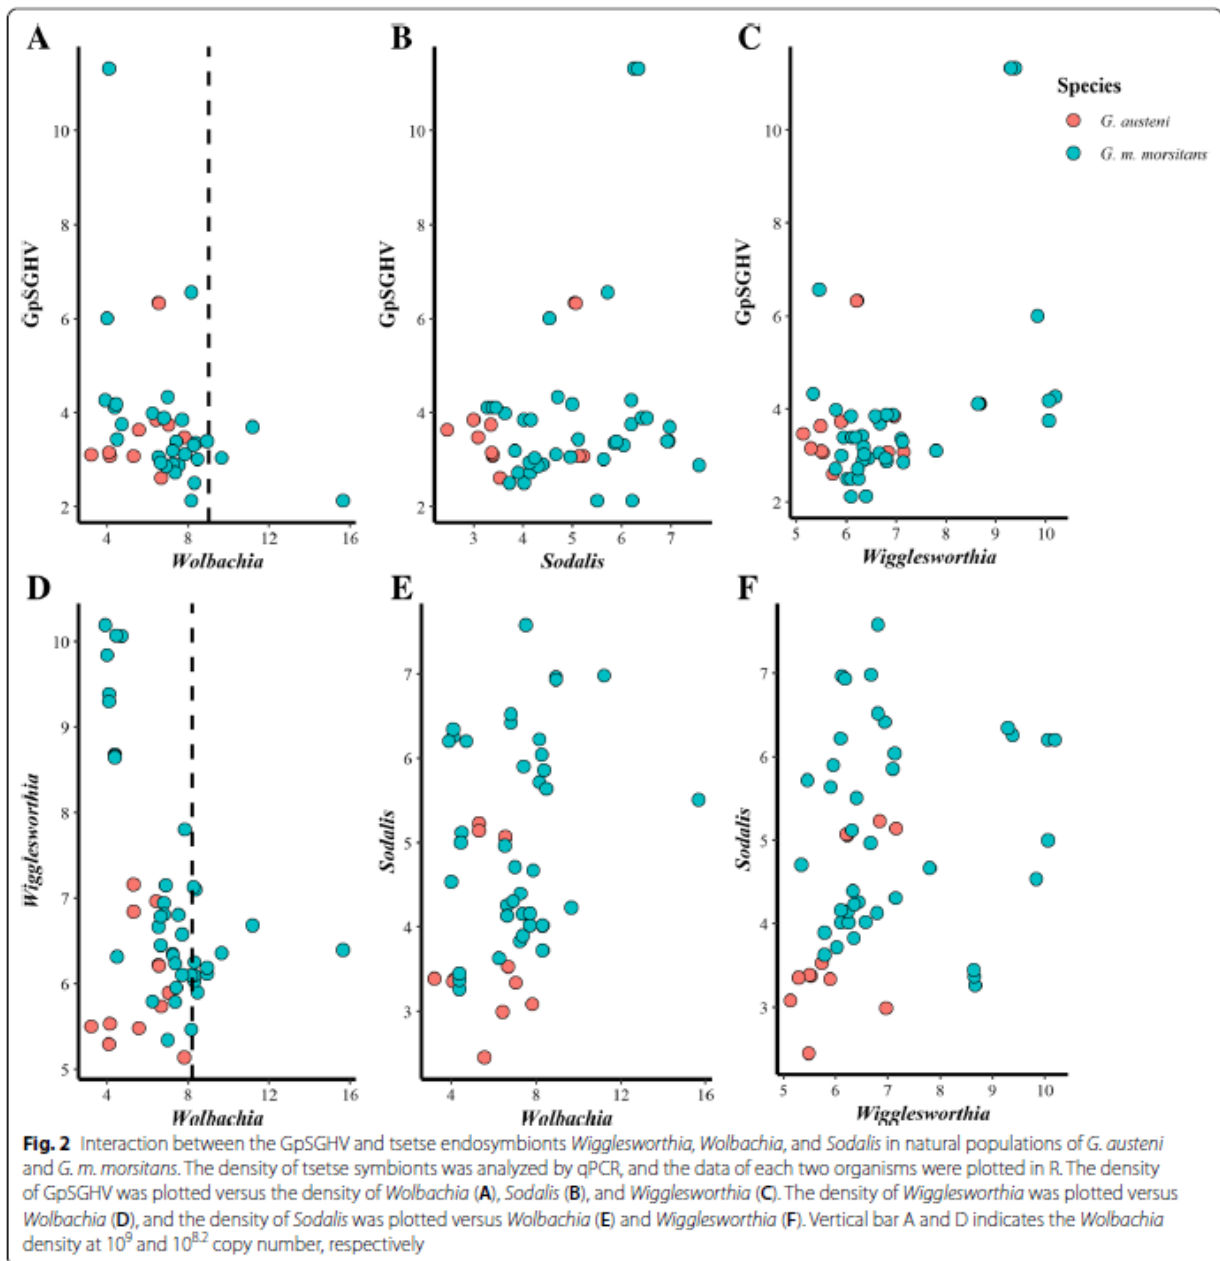 A
B
C
GpSGHV
10
8
6
4
2
4
8
12
16
Wolbachia
GpSGHV
10
8
6
4
2
3
4
5
6
7
Sodalis
GpSGHV
10
8
6
4
2
5
6
7
8
9
10
Wigglesworthia
Species
G. austeni
G. m. morsitans
D
E
F
Wigglesworthia
10
9
8
7
6
5
4
8
12
16
Wolbachia
Sodalis
7
6
5
4
3
4
8
12
16
Wolbachia
Sodalis
7
6
5
4
3
5
6
7
8
9
10
Wigglesworthia
Fig. 2 Interaction between the GpSGHV and tsetse endosymbionts Wigglesworthia, Wolbachia, and Sodalis in natural populations of G. austeni
and G. m. morsitans. The density of tsetse symbionts was analyzed by qPCR, and the data of each two organisms were plotted in R. The density
of GpSGHV was plotted versus the density of Wolbachia (A), Sodalis (B), and Wigglesworthia (C). The density of Wigglesworthia was plotted versus
Wolbachia (D), and the density of Sodalis was plotted versus Wolbachia (E) and Wigglesworthia (F). Vertical bar A and D indicates the Wolbachia
density at 10⁹ and 10⁸·² copy number, respectively